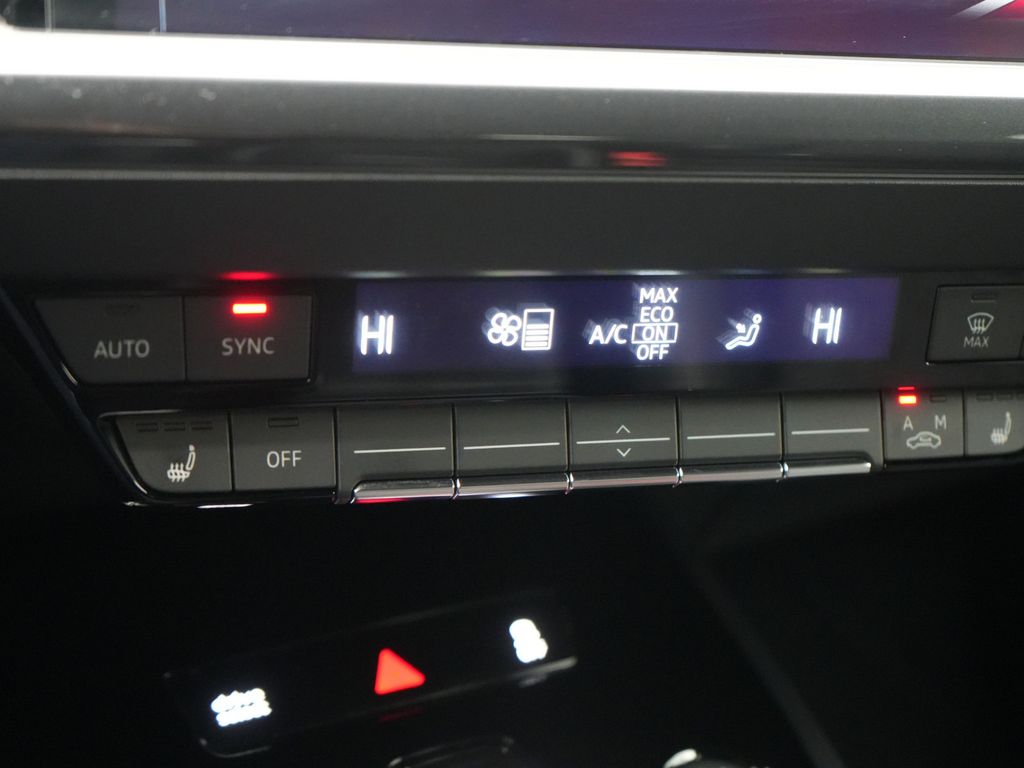 AUTO
SYNC
HI
A/C
MAX
ECO
ON
OFF
HI
MAX
OFF
A M